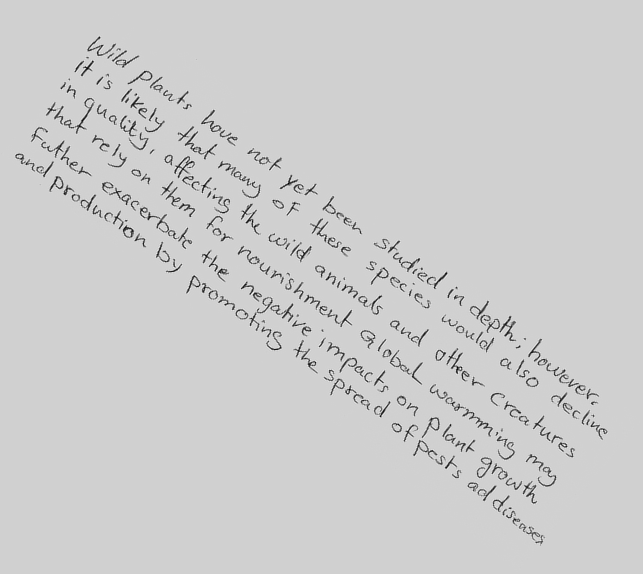 Wild plants have not yet been studied in depth; however,
it is likely that many of these species would also decline
in quality, affecting the wild animals and other creatures
that rely on them for nourishment Global warmming may
Futher exacerbate the negative impacts on plant growth
and production by promoting the spread of pests ad diseases